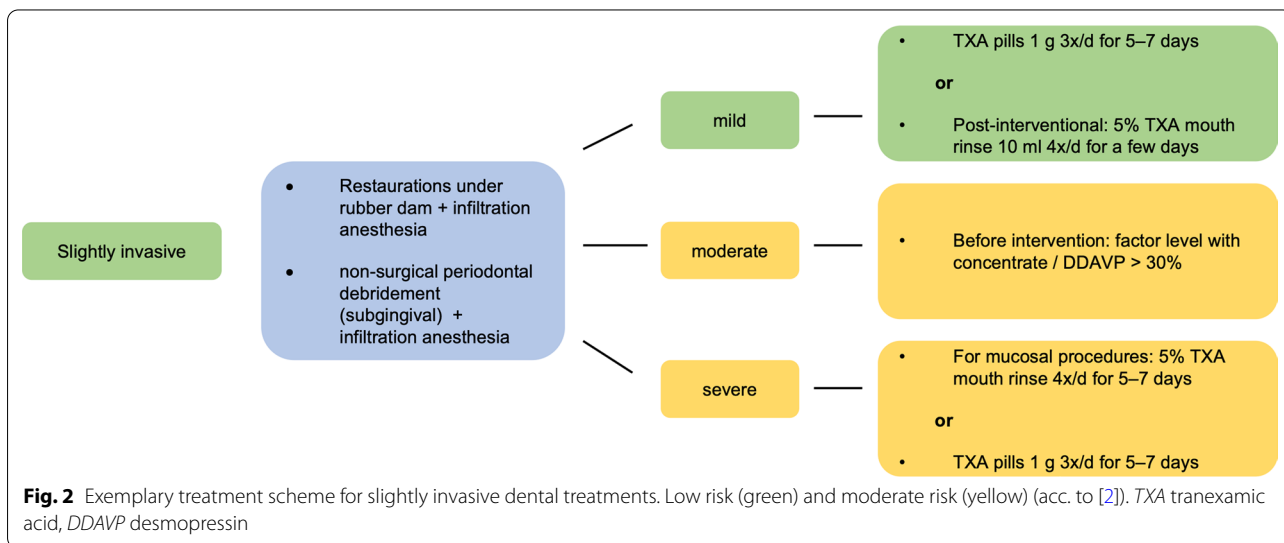 Slightly invasive
• Restaurations under
rubber dam + infiltration
anesthesia
• non-surgical periodontal
debridement
(subgingival) +
infiltration anesthesia
mild
• TXA pills 1 g 3x/d for 5–7 days
or
• Post-interventional: 5% TXA mouth
rinse 10 ml 4x/d for a few days
moderate
• Before intervention: factor level with
concentrate / DDAVP > 30%
severe
• For mucosal procedures: 5% TXA
mouth rinse 4x/d for 5–7 days
or
• TXA pills 1 g 3x/d for 5–7 days
Fig. 2 Exemplary treatment scheme for slightly invasive dental treatments. Low risk (green) and moderate risk (yellow) (acc. to [2]). TXA tranexamic
acid, DDAVP desmopressin